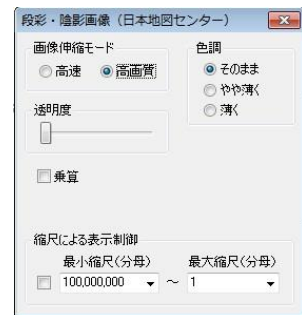 段彩・陰影画像（日本地図センター）
画像伸縮モード
高速 高画質
色調
そのまま
やや薄く
薄く
透明度
乗算
縮尺による表示制御
最小縮尺(分母) 最大縮尺(分母)
100,000,000 ～ 1